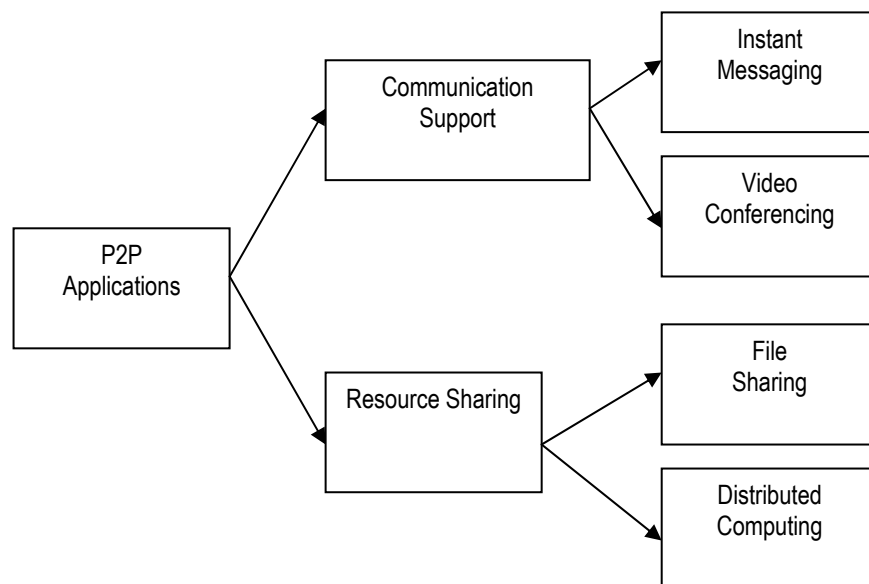 Instant
Messaging
Communication
Support
Video
Conferencing
P2P
Applications
File
Sharing
Resource Sharing
Distributed
Computing